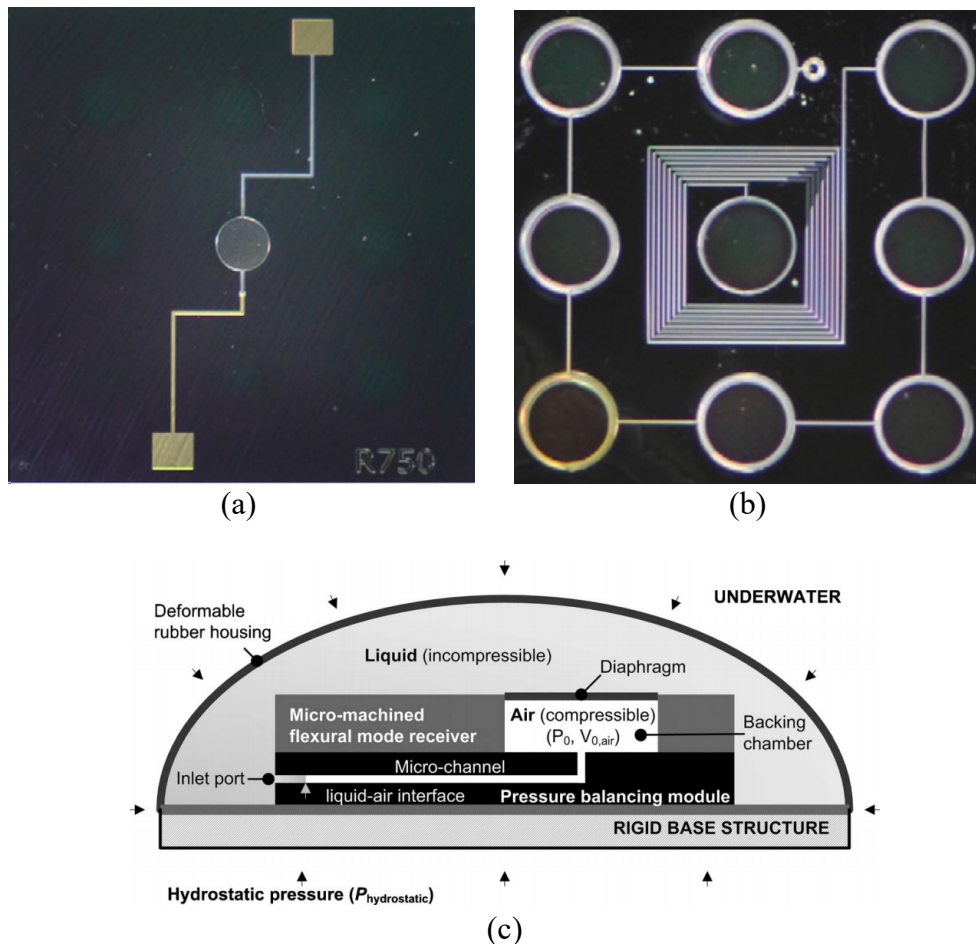 R750
(a)
(b)
UNDERWATER
Deformable
rubber housing
Liquid (incompressible)
Diaphragm
Micro-machined
flexural mode receiver
Air (compressible)
(P₀, V₀,air)
Backing
chamber
Micro-channel
Inlet port
liquid-air interface
Pressure balancing module
RIGID BASE STRUCTURE
Hydrostatic pressure (Phydrostatic)
(c)